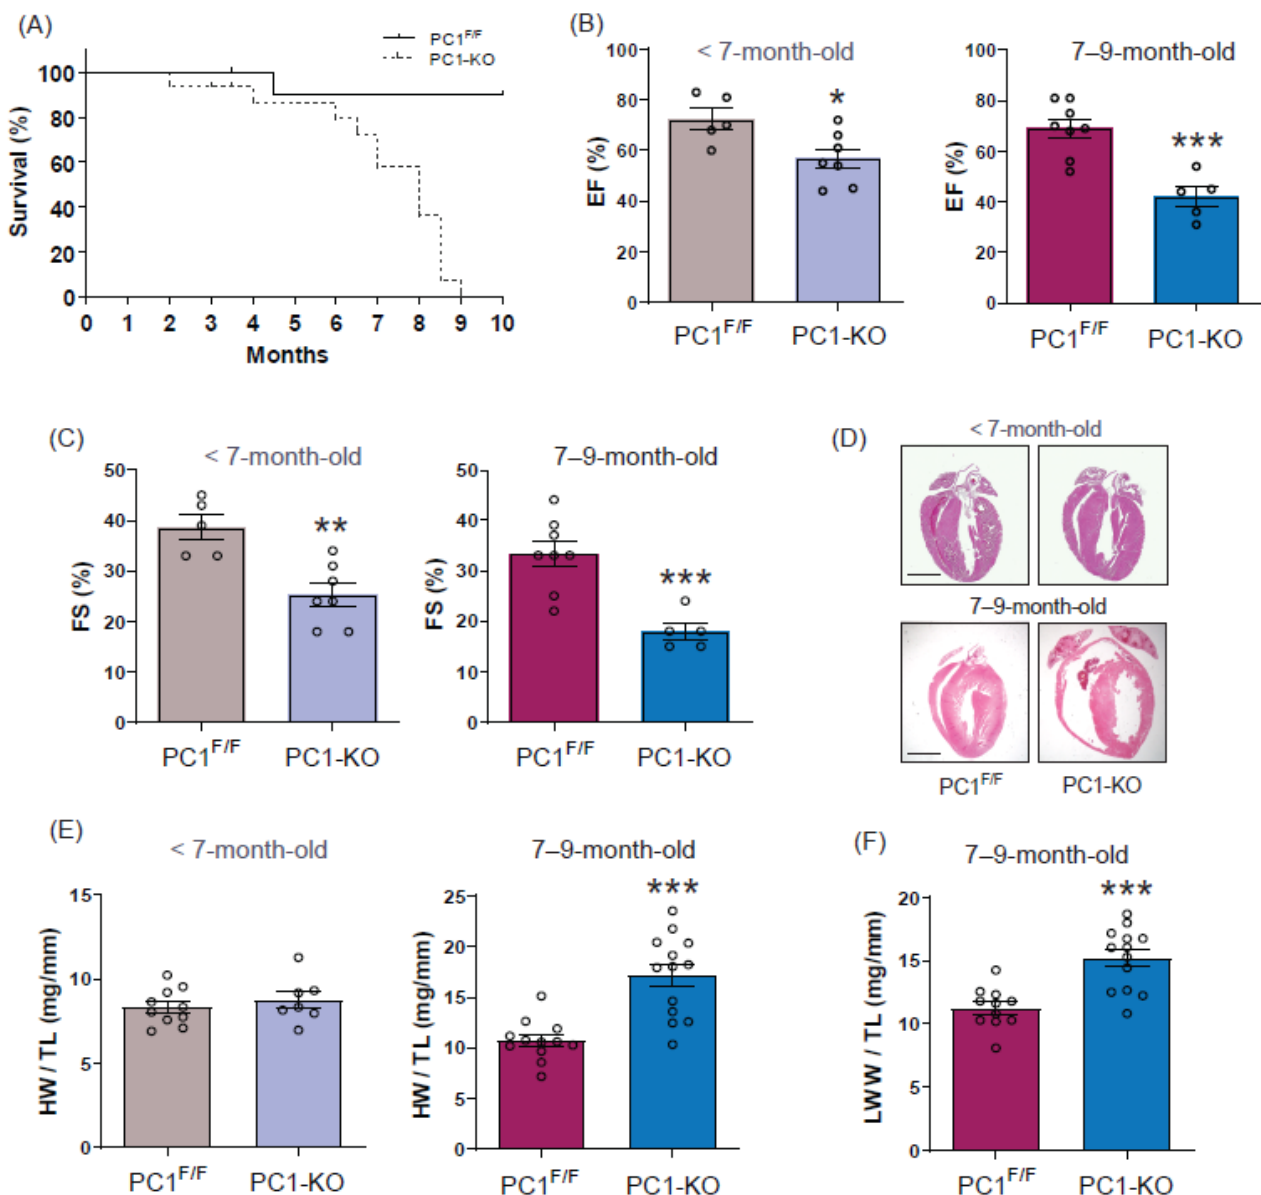 (A)
PC1F/F
PC1-KO
Survival (%)
100
80
60
40
20
0
0 1 2 3 4 5 6 7 8 9 10
Months
(B)
< 7-month-old
EF (%)
100
80
60
40
20
0
*
PC1F/F PC1-KO
7–9-month-old
EF (%)
100
80
60
40
20
0
***
PC1F/F PC1-KO
(C)
< 7-month-old
FS (%)
50
40
30
20
10
0
**
PC1F/F PC1-KO
7–9-month-old
FS (%)
50
40
30
20
10
0
***
PC1F/F PC1-KO
(D)
< 7-month-old
7–9-month-old
PC1F/F PC1-KO
(E)
< 7-month-old
HW / TL (mg/mm)
15
10
5
0
PC1F/F PC1-KO
7–9-month-old
HW / TL (mg/mm)
25
20
15
10
5
0
***
PC1F/F PC1-KO
(F)
7–9-month-old
LWW / TL (mg/mm)
20
15
10
5
0
***
PC1F/F PC1-KO